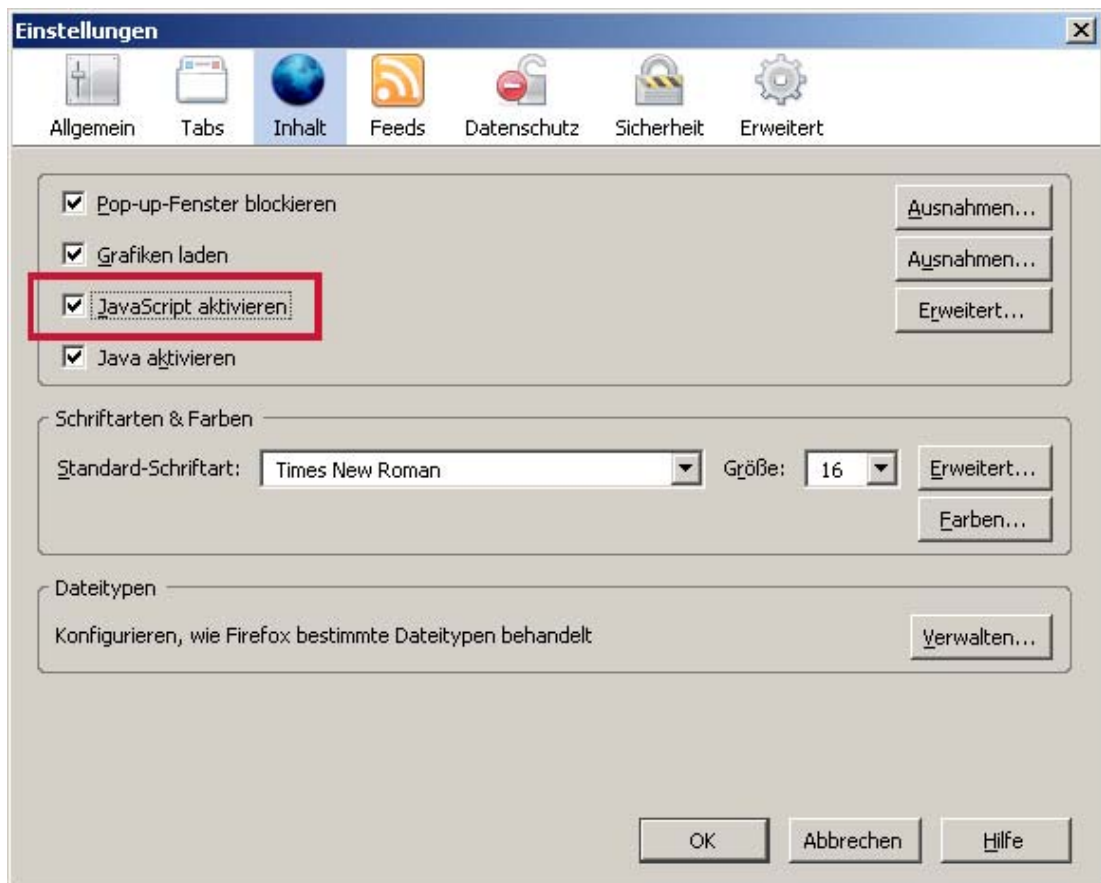 Einstellungen
Allgemein Tabs Inhalt Feeds Datenschutz Sicherheit Erweitert
Pop-up-Fenster blockieren Ausnahmen...
Grafiken laden Ausnahmen...
JavaScript aktivieren Erweitert...
Java aktivieren
Schriftarten & Farben
Standard-Schriftart: Times New Roman Größe: 16 Erweitert...
Farben...
Dateitypen
Konfigurieren, wie Firefox bestimmte Dateitypen behandelt Verwalten...
OK Abbrechen Hilfe